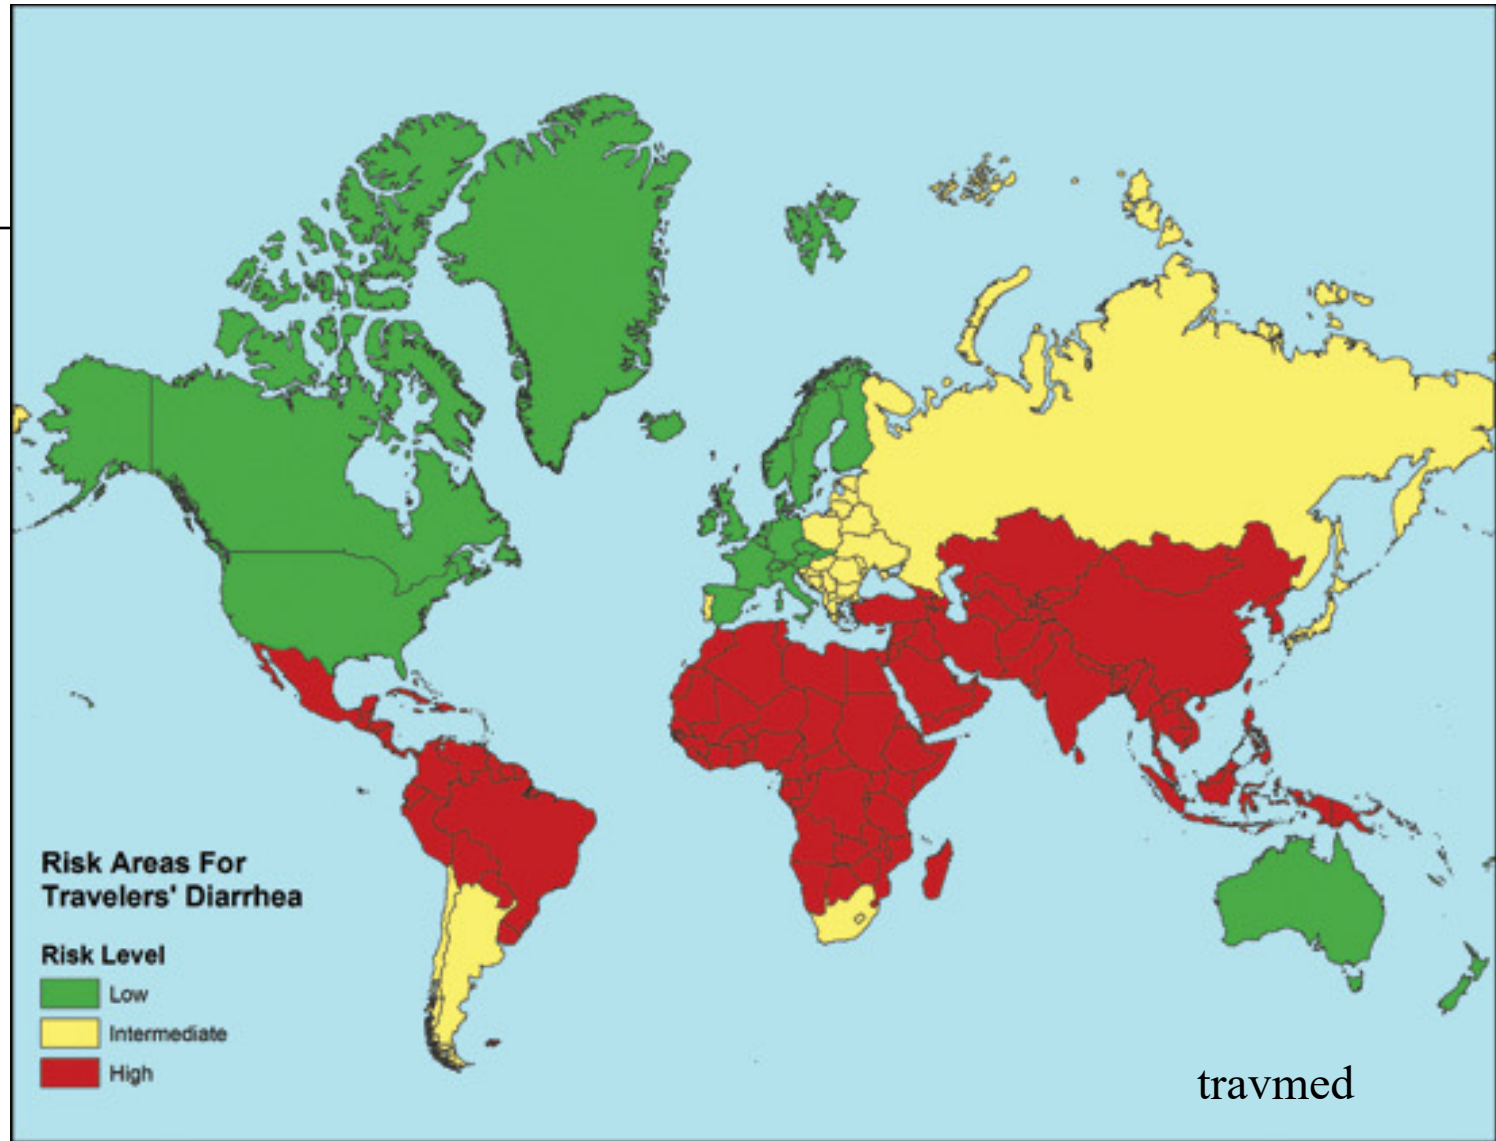 Risk Areas For
Travelers' Diarrhea
Risk Level
Low
Intermediate
High
travmed